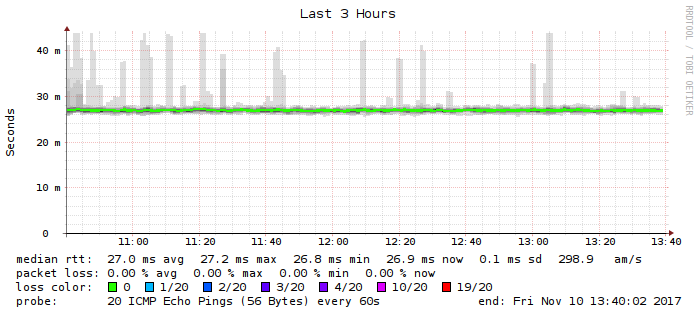 Last 3 Hours
RRDTOOL / TOBI OETIKER
Seconds
40 m
30 m
20 m
10 m
0
11:00 11:20 11:40 12:00 12:20 12:40 13:00 13:20 13:40
median rtt: 27.0 ms avg 27.2 ms max 26.8 ms min 26.9 ms now 0.1 ms sd 298.9 am/s
packet loss: 0.00 % avg 0.00 % max 0.00 % min 0.00 % now
loss color: 0 1/20 2/20 3/20 4/20 10/20 19/20
probe: 20 ICMP Echo Pings (56 Bytes) every 60s end: Fri Nov 10 13:40:02 2017